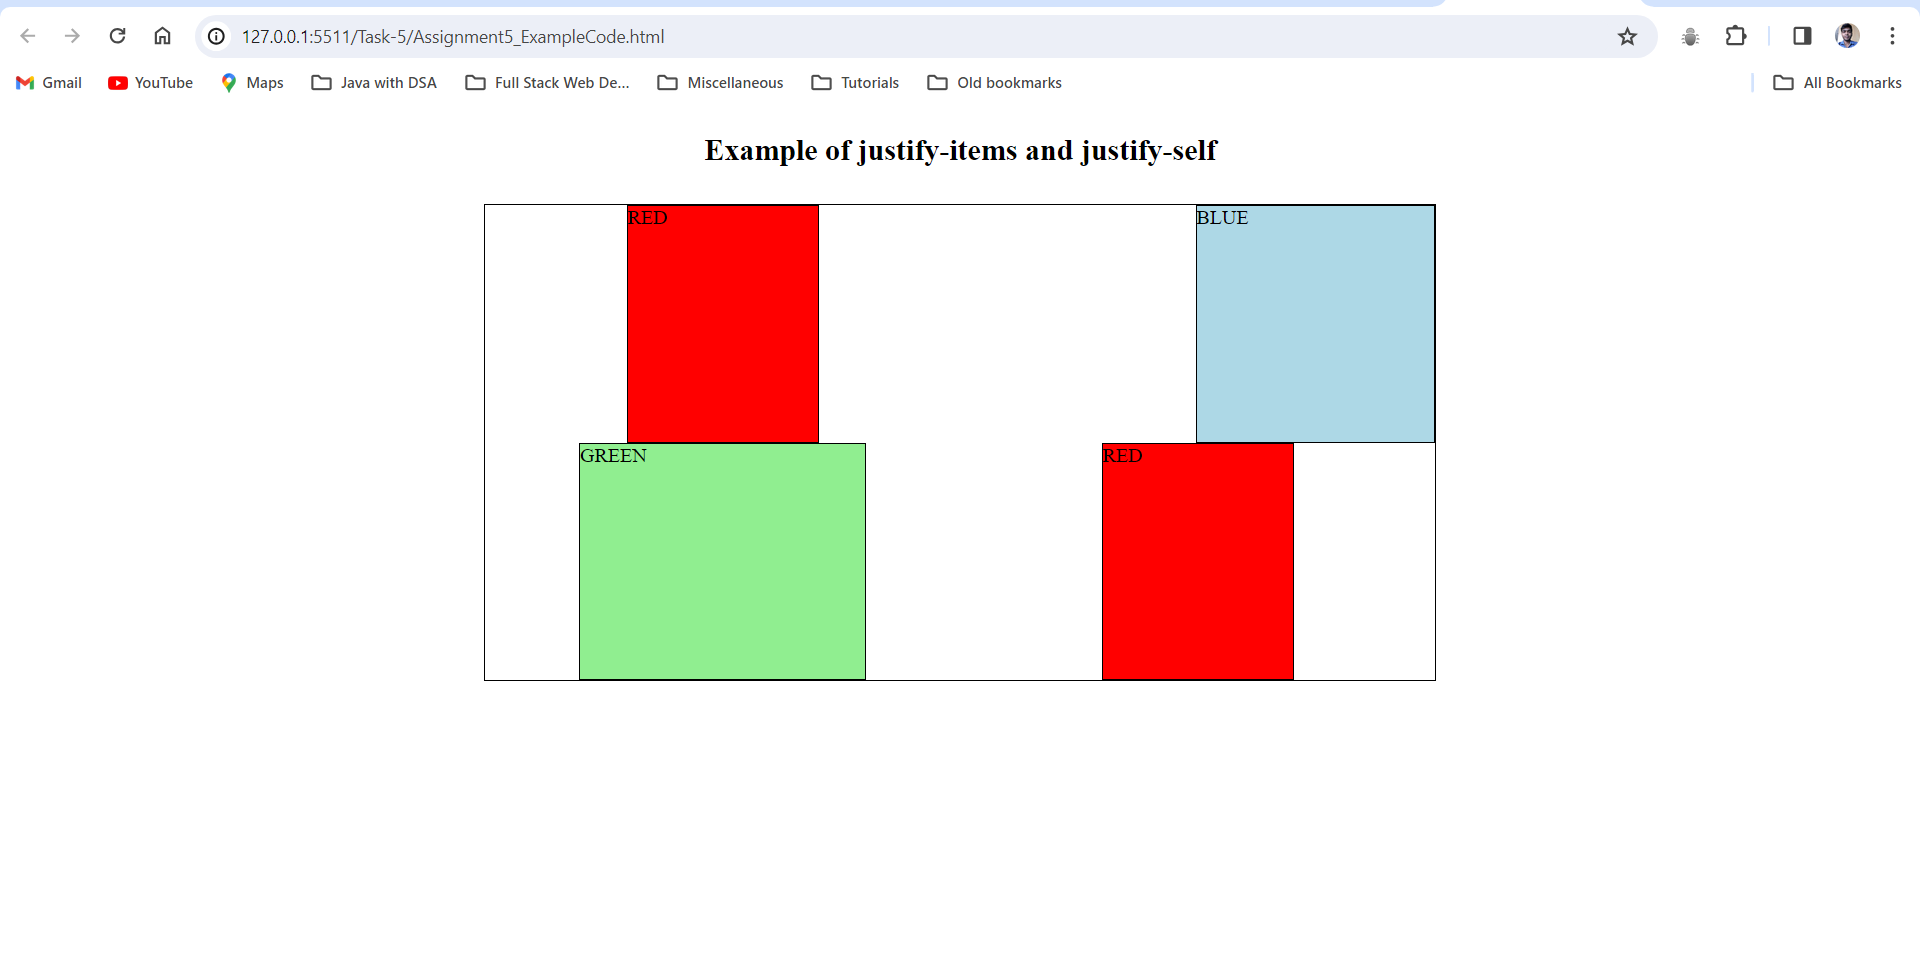 127.0.0.1:5511/Task-5/Assignment5_ExampleCode.html
Gmail YouTube Maps Java with DSA Full Stack Web De... Miscellaneous Tutorials Old bookmarks All Bookmarks
Example of justify-items and justify-self
RED BLUE
GREEN RED